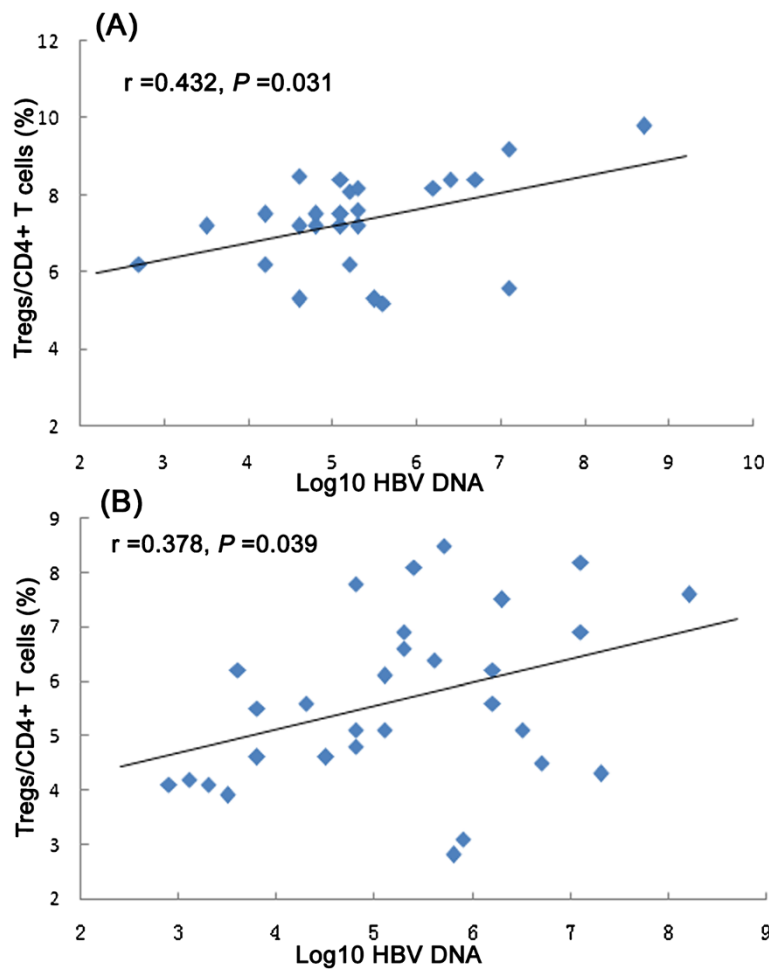 (A)
12
r =0.432, P =0.031
10
8
6
4
2
Tregs/CD4+ T cells (%)
2 3 4 5 6 7 8 9 10
Log10 HBV DNA
(B)
9
r =0.378, P =0.039
8
7
6
5
4
3
2
Tregs/CD4+ T cells (%)
2 3 4 5 6 7 8 9
Log10 HBV DNA